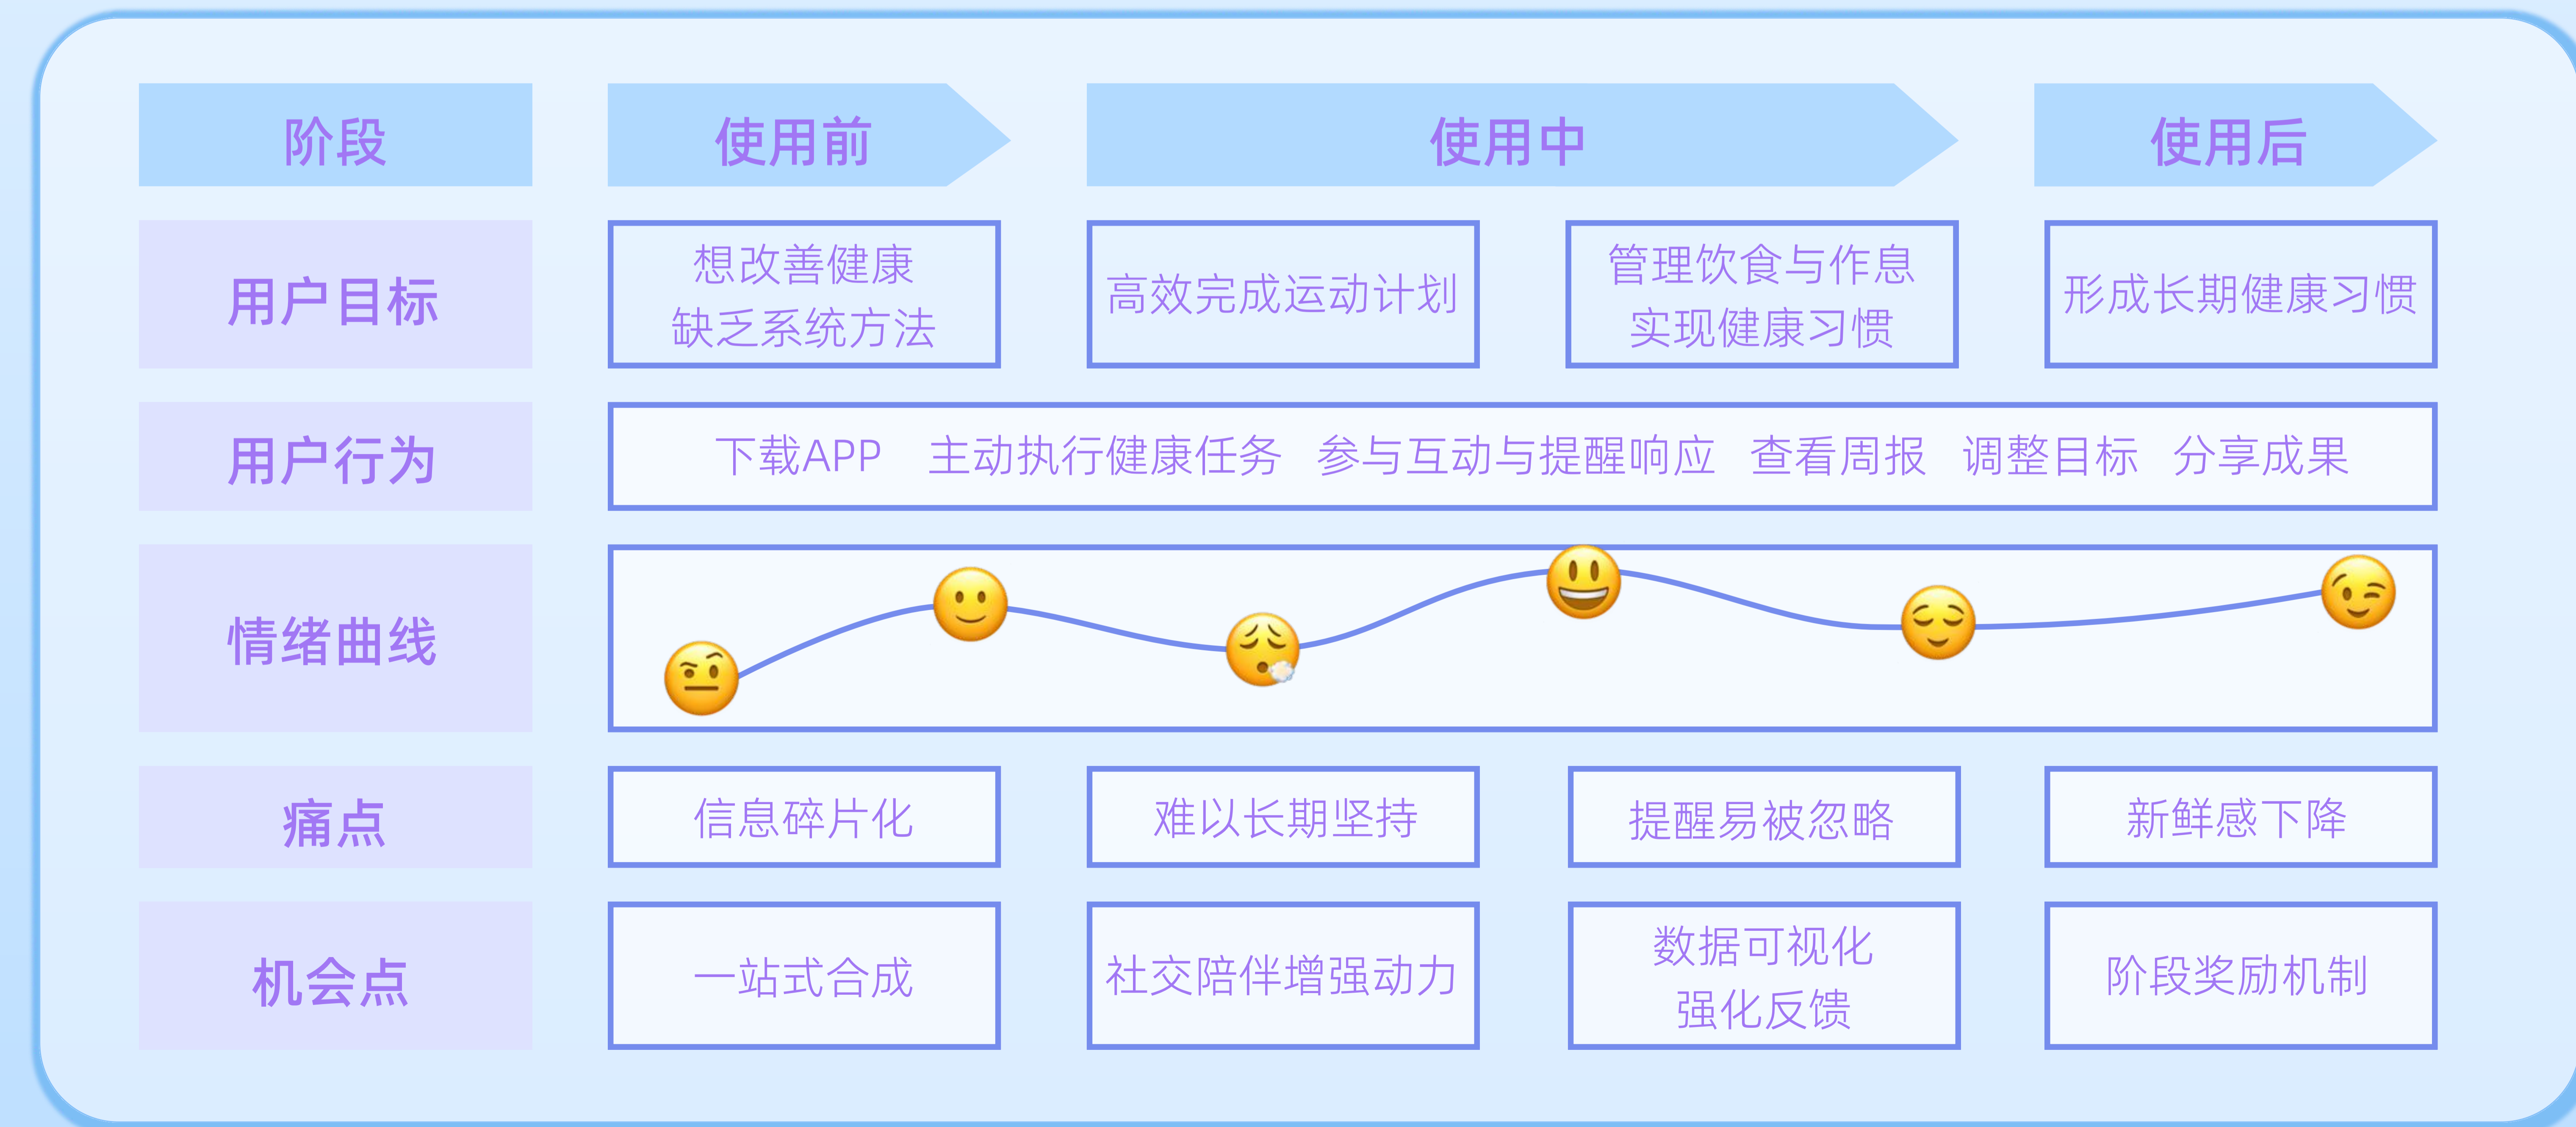 阶段 使用前 使用中 使用后
用户目标
想改善健康
缺乏系统方法
高效完成运动计划
管理饮食与作息
实现健康习惯
形成长期健康习惯
用户行为
下载APP 主动执行健康任务 参与互动与提醒响应 查看周报 调整目标 分享成果
情绪曲线
痛点
信息碎片化
难以长期坚持
提醒易被忽略
新鲜感下降
机会点
一站式合成
社交陪伴增强动力
数据可视化
强化反馈
阶段奖励机制